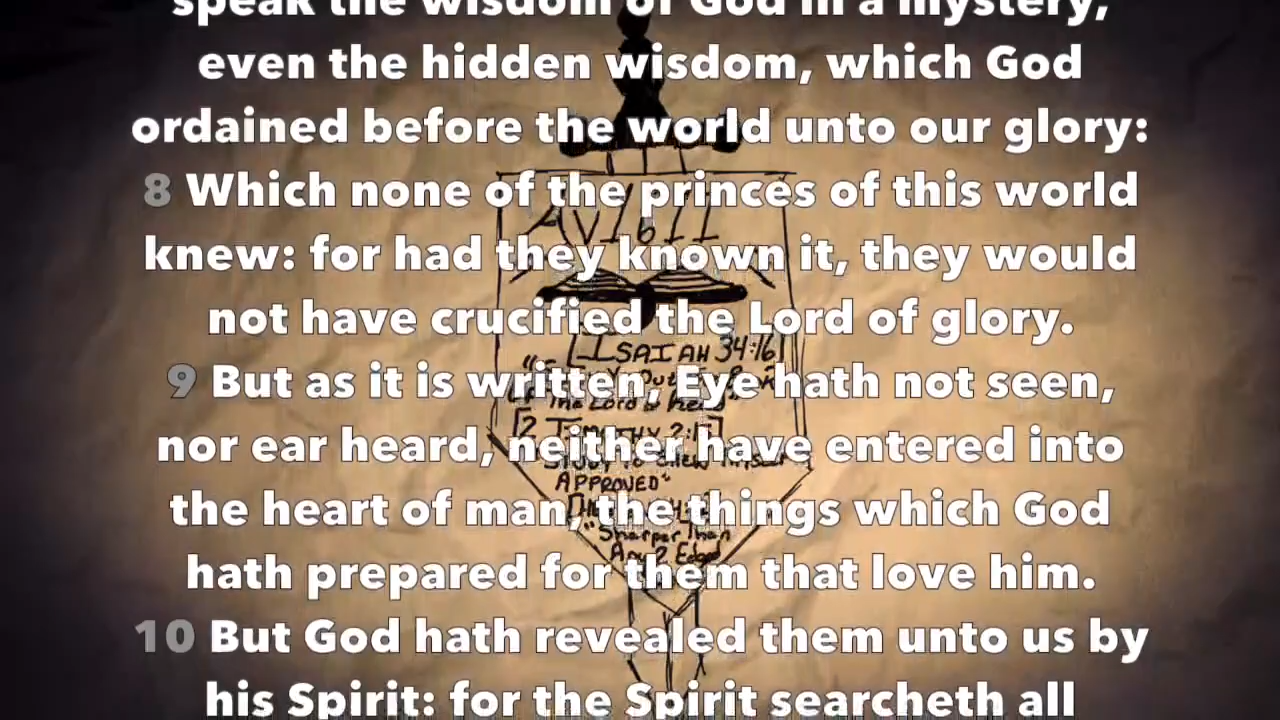 speak the wisdom of God in a mystery,
even the hidden wisdom, which God
ordained before the world unto our glory:
8 Which none of the princes of this world
knew: for had they known it, they would
not have crucified the Lord of glory.
9 But as it is written, Eye hath not seen,
nor ear heard, neither have entered into
the heart of man, the things which God
hath prepared for them that love him.
10 But God hath revealed them unto us by
his Spirit: for the Spirit searcheth all
AV1611
[ISAIAH 34:16]
the Lord &
[2 TIMOTHY 2:15]
"STUDY TO
APPROVED"
"Sharper Than
Any 2 Edged